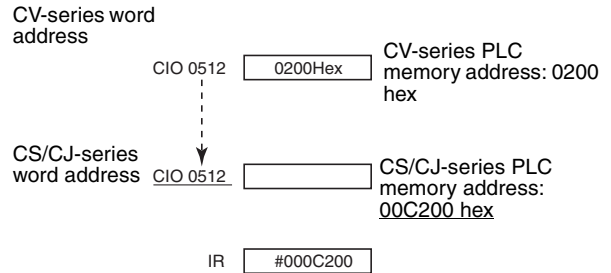 CV-series word
address
CIO 0512
0200Hex
CV-series PLC
memory address: 0200
hex
CS/CJ-series
word address
CIO 0512
CS/CJ-series PLC
memory address:
00C200 hex
IR
#000C200